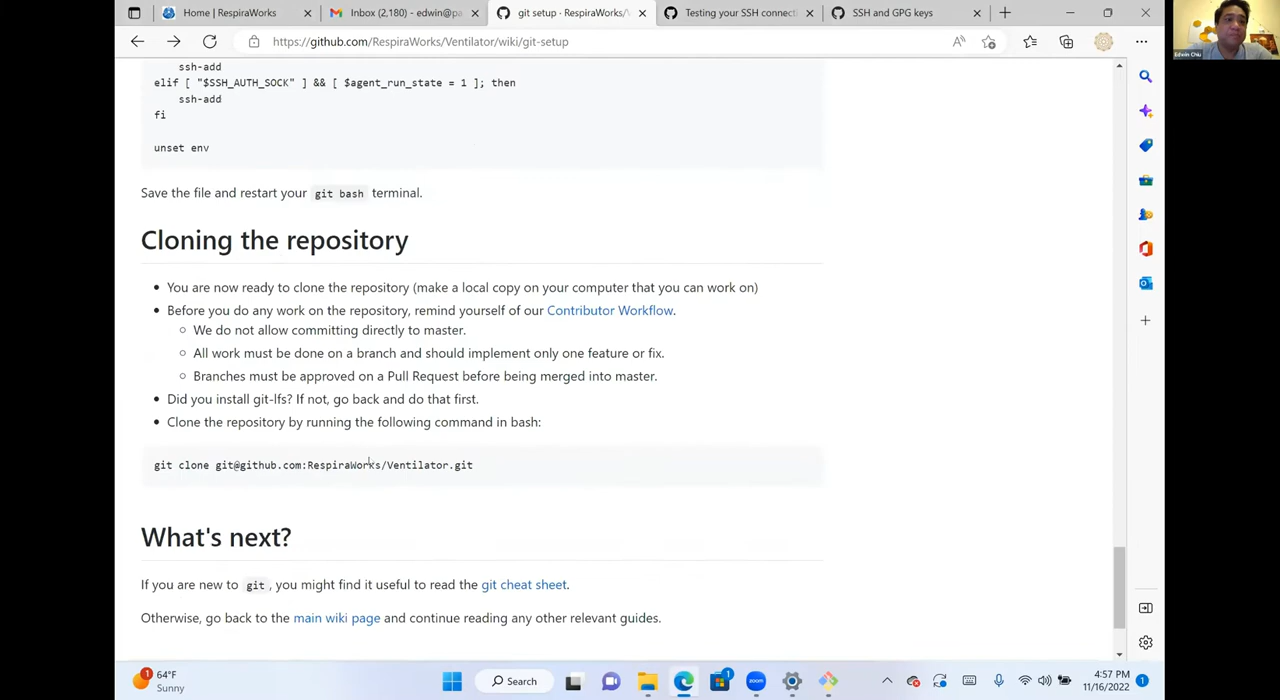 Home | RespiraWorks
Inbox (2,180) - edwin@pa
git setup · RespiraWorks/
Testing your SSH connecti
SSH and GPG keys
https://github.com/RespiraWorks/Ventilator/wiki/git-setup
Edwin Chiu
ssh-add
elif [ "$SSH_AUTH_SOCK" ] && [ $agent_run_state = 1 ]; then
ssh-add
fi
unset env
Save the file and restart your git bash terminal.
Cloning the repository
You are now ready to clone the repository (make a local copy on your computer that you can work on)
Before you do any work on the repository, remind yourself of our Contributor Workflow.
We do not allow committing directly to master.
All work must be done on a branch and should implement only one feature or fix.
Branches must be approved on a Pull Request before being merged into master.
Did you install git-lfs? If not, go back and do that first.
Clone the repository by running the following command in bash:
git clone git@github.com:RespiraWorks/Ventilator.git
What's next?
If you are new to git, you might find it useful to read the git cheat sheet.
Otherwise, go back to the main wiki page and continue reading any other relevant guides.
1
64°F
Sunny
Search
1
zoom
4:57 PM
11/16/2022
1